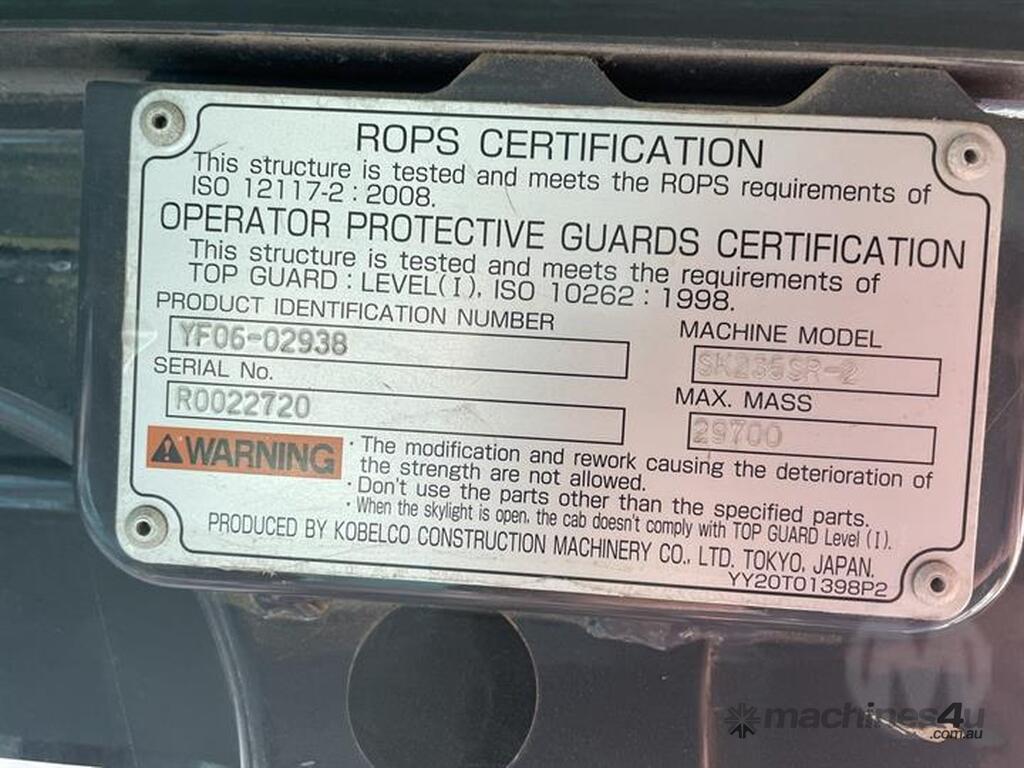 ROPS CERTIFICATION
This structure is tested and meets the ROPS requirements of
ISO 12117-2 : 2008.
OPERATOR PROTECTIVE GUARDS CERTIFICATION
This structure is tested and meets the requirements of
TOP GUARD : LEVEL(I), ISO 10262 : 1998.
PRODUCT IDENTIFICATION NUMBER
YF06-02938
MACHINE MODEL
SK235SR-2
SERIAL No.
R0022720
MAX. MASS
29700
WARNING
· The modification and rework causing the deterioration of
the strength are not allowed.
· Don't use the parts other than the specified parts.
· When the skylight is open, the cab doesn't comply with TOP GUARD Level (I).
PRODUCED BY KOBELCO CONSTRUCTION MACHINERY CO., LTD. TOKYO, JAPAN.
YY20T01398P2
M
machines4u
.com.au